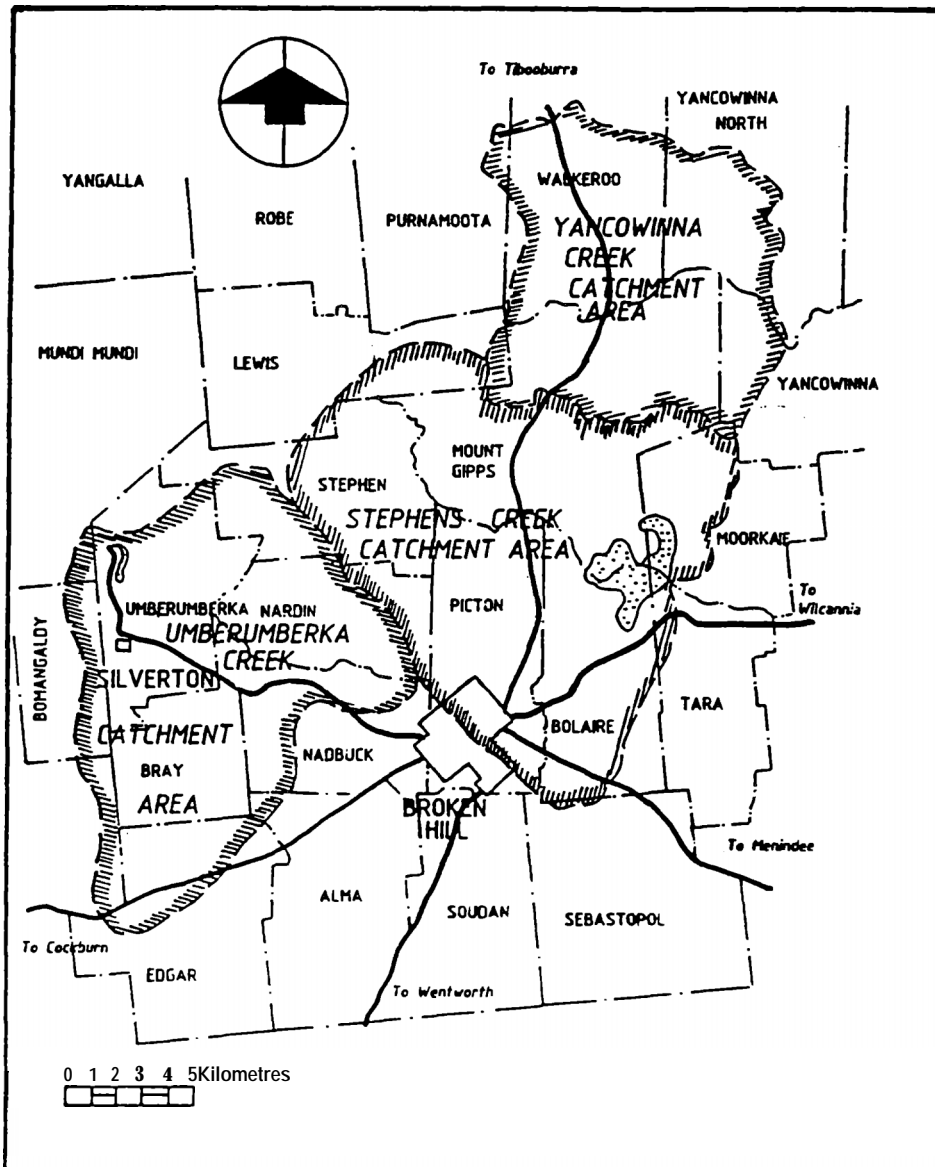 To Tibooburra
YANCOWINNA
NORTH
YANGALLA
WALKEROO
ROBE
PURNAMOOTA
YANCOWINNA
CREEK
CATCHMENT
AREA
MUNDI MUNDI
LEWIS
YANCOWINNA
MOUNT
GIPPS
STEPHEN
STEPHENS CREEK
CATCHMENT AREA
MOORKAIE
To
Wilcannia
PICTON
UMBERUMBERKA
NARDIN
UMBERUMBERKA
CREEK
BOMANGALDY
SILVERTON
TARA
BOLAIRE
CATCHMENT
NADBUCK
BRAY
AREA
BROKEN
HILL
To Menindee
ALMA
SOUDAN
SEBASTOPOL
To Cockburn
EDGAR
To Wentworth
0 1 2 3 4 5Kilometres